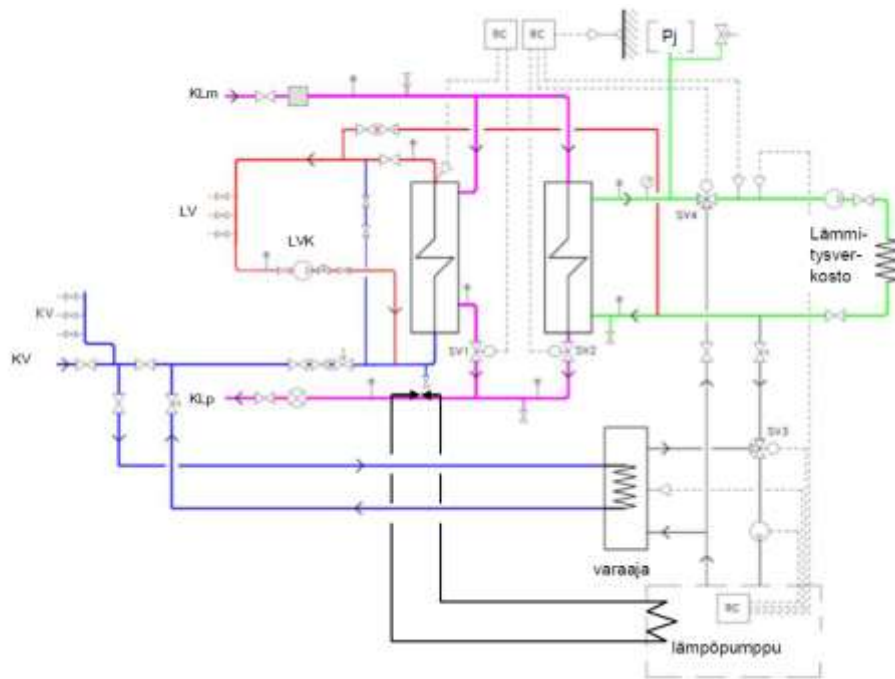 RC
RC
Pj
KLm
SV4
LV
LVK
Lämmi-
tysver-
kosto
KV
KV
SV1
SV2
KLp
SV3
varaaja
RC
lämpöpumppu